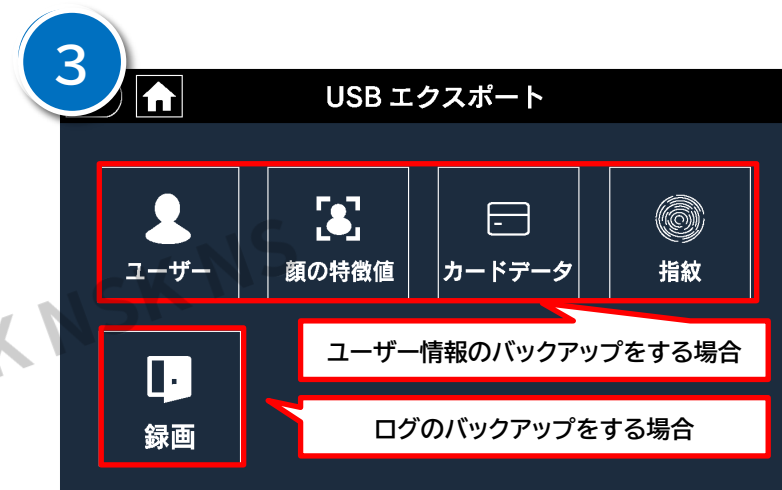 3
USB エクスポート
ユーザー
顔の特徴値
カードデータ
指紋
ユーザー情報のバックアップをする場合
録画
ログのバックアップをする場合
K NSK NS